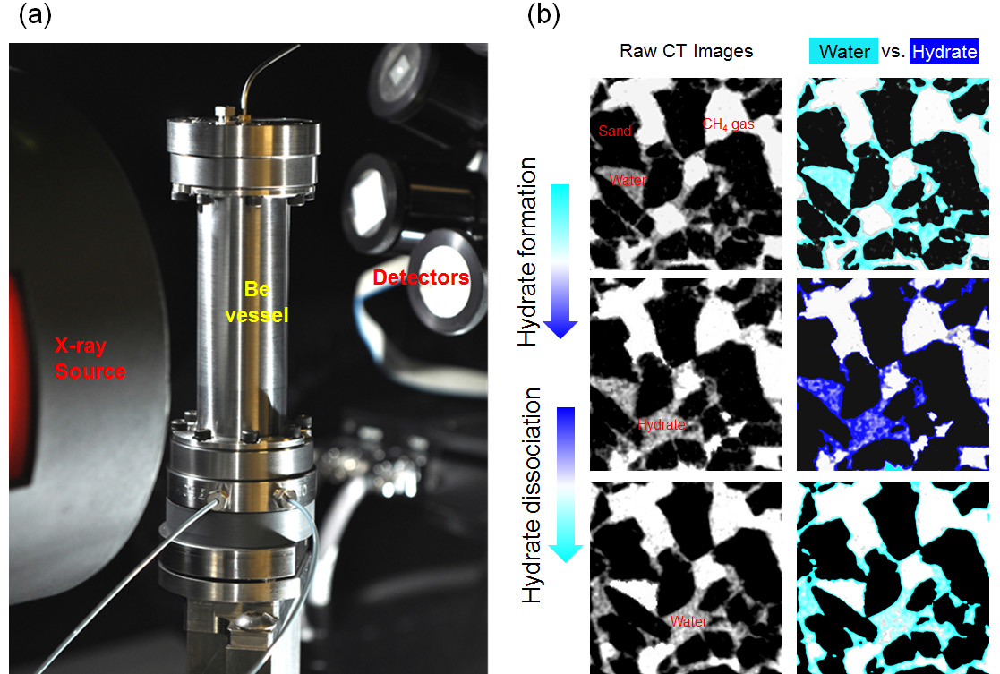 (a)
X-ray
Source
Be
vessel
Detectors
(b)
Raw CT Images
Water vs. Hydrate
Hydrate formation
Sand
CH₄ gas
Water
Hydrate
Hydrate dissociation
Water